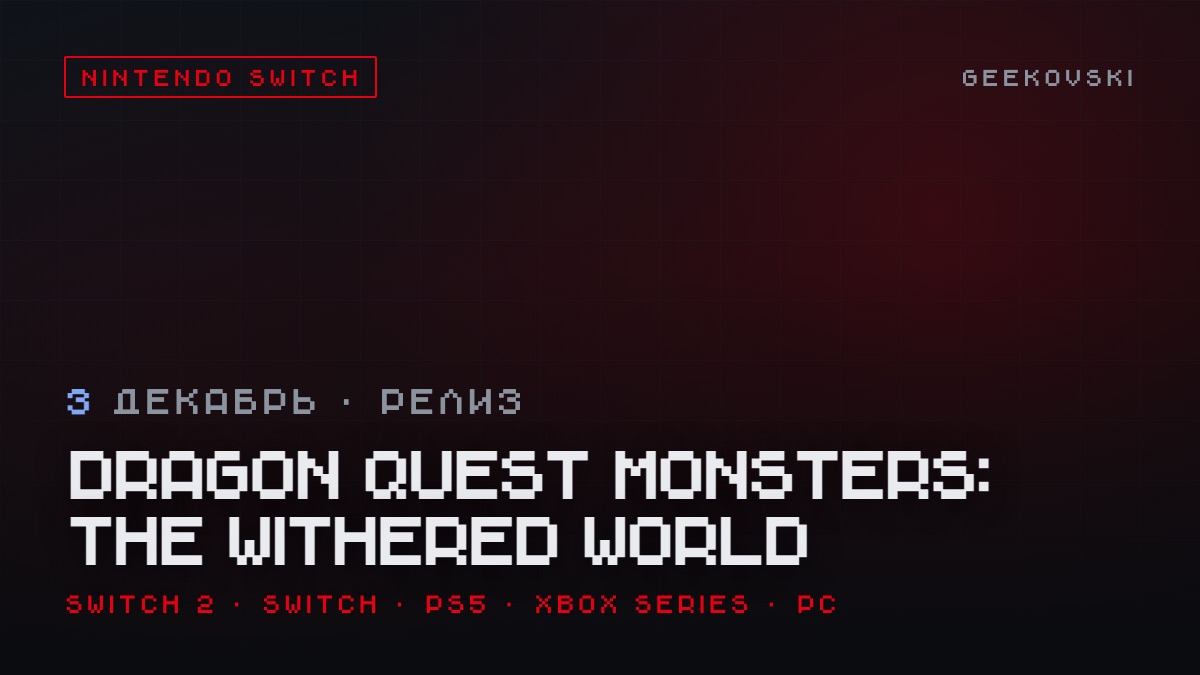 NINTENDO SWITCH
GEEKOVSKI
3 ДЕКАБРЬ · РЕЛИЗ
DRAGON QUEST MONSTERS:
THE WITHERED WORLD
SWITCH 2 · SWITCH · PS5 · XBOX SERIES · PC